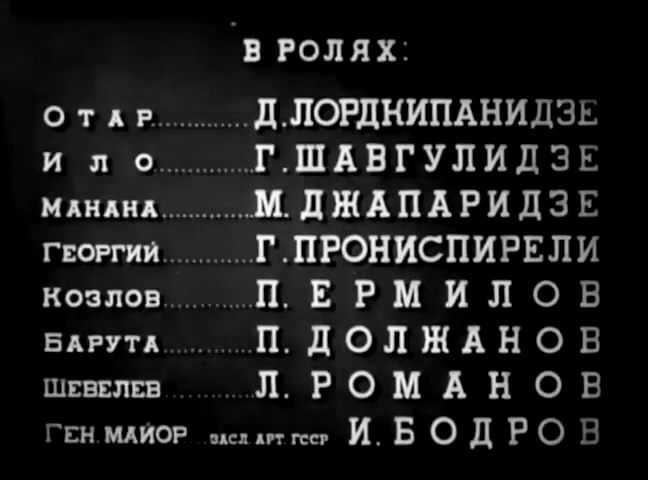 В РОЛЯХ:
ОТАР............ Д.ЛОРДКИПАНИДЗЕ
ИЛО............ Г.ШАВГУЛИДЗЕ
МАНАНА............ М.ДЖАПАРИДЗЕ
ГЕОРГИЙ............ Г.ПРОНИСПИРЕЛИ
КОЗЛОВ............ П.ЕРМИЛОВ
БАРУТА............ П.ДОЛЖАНОВ
ШЕВЕЛЕВ............ Л.РОМАНОВ
ГЕН.МАЙОР... ЗАСЛ.АРТ.ГССР И.БОДРОВ